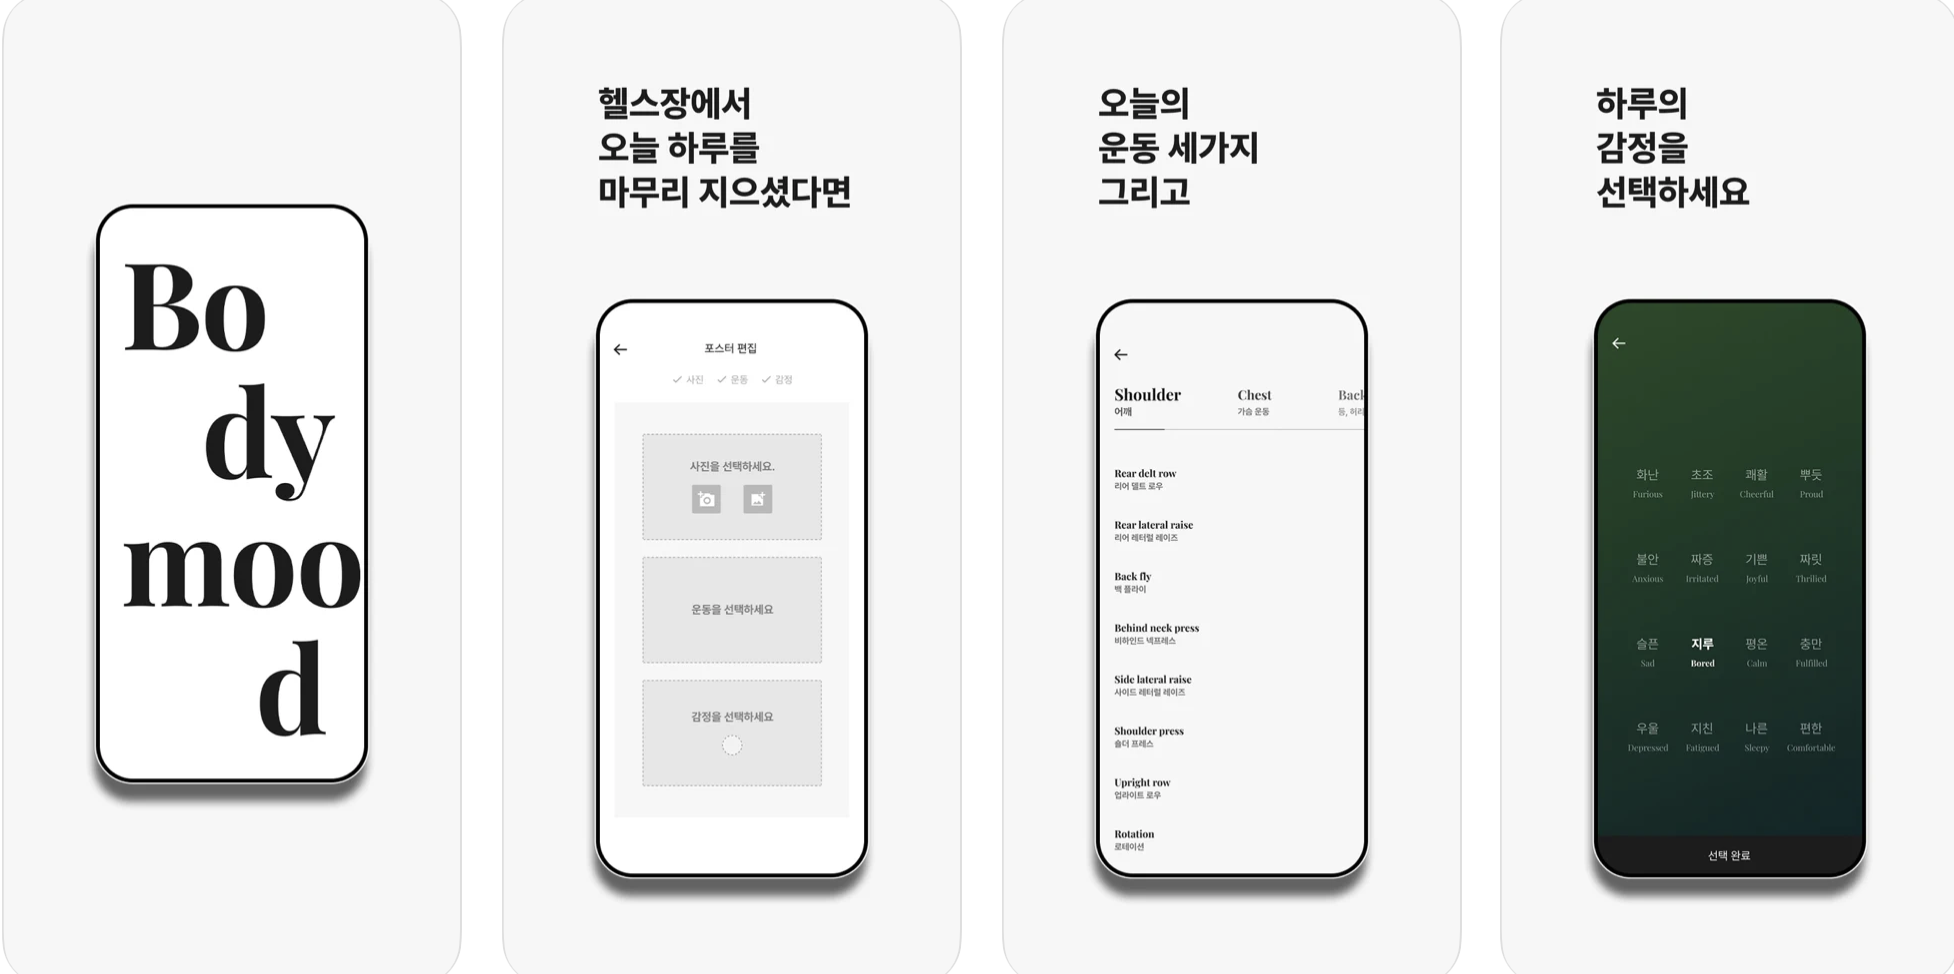 Bo
dy
moo
d
헬스장에서
오늘 하루를
마무리 지으셨다면
포스터 편집
사진 운동 감정
사진을 선택하세요.
운동을 선택하세요
감정을 선택하세요
오늘의
운동 세가지
그리고
Shoulder Chest Back
어깨 가슴 운동 등, 허리
Rear delt row
리어 델트 로우
Rear lateral raise
리어 레터럴 레이즈
Back fly
백 플라이
Behind neck press
비하인드 넥프레스
Side lateral raise
사이드 레터럴 레이즈
Shoulder press
숄더 프레스
Upright row
업라이트 로우
Rotation
로테이션
하루의
감정을
선택하세요
화난 초조 쾌활 뿌듯
Furious Jittery Cheerful Proud
불안 짜증 기쁜 짜릿
Anxious Irritated Joyful Thrilied
슬픈 지루 평온 충만
Sad Bored Calm Fulfilled
우울 지친 나른 편한
Depressed Fatigued Sleepy Comfortable
선택 완료